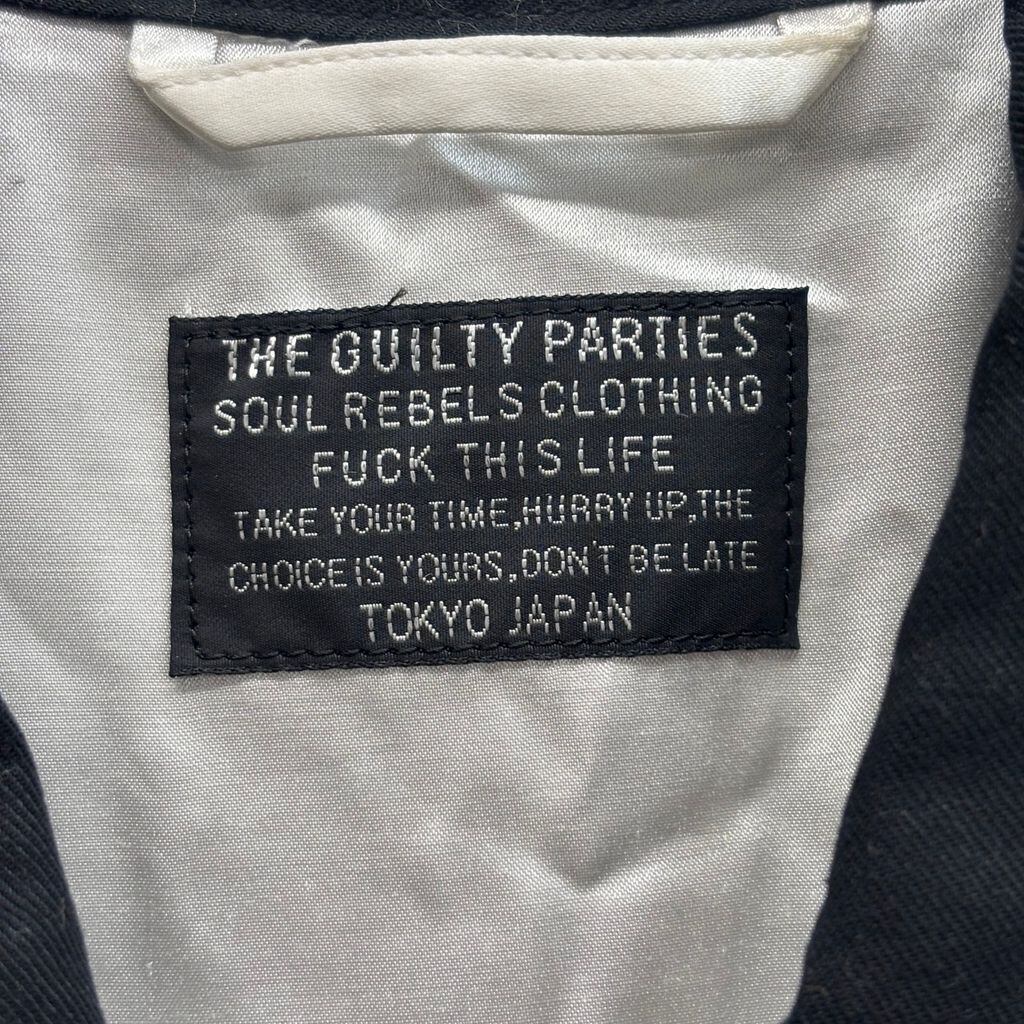 THE GUILTY PARTIES
SOUL REBELS CLOTHING
FUCK THIS LIFE
TAKE YOUR TIME,HURRY UP,THE
CHOICE IS YOURS,DON'T BE LATE
TOKYO JAPAN